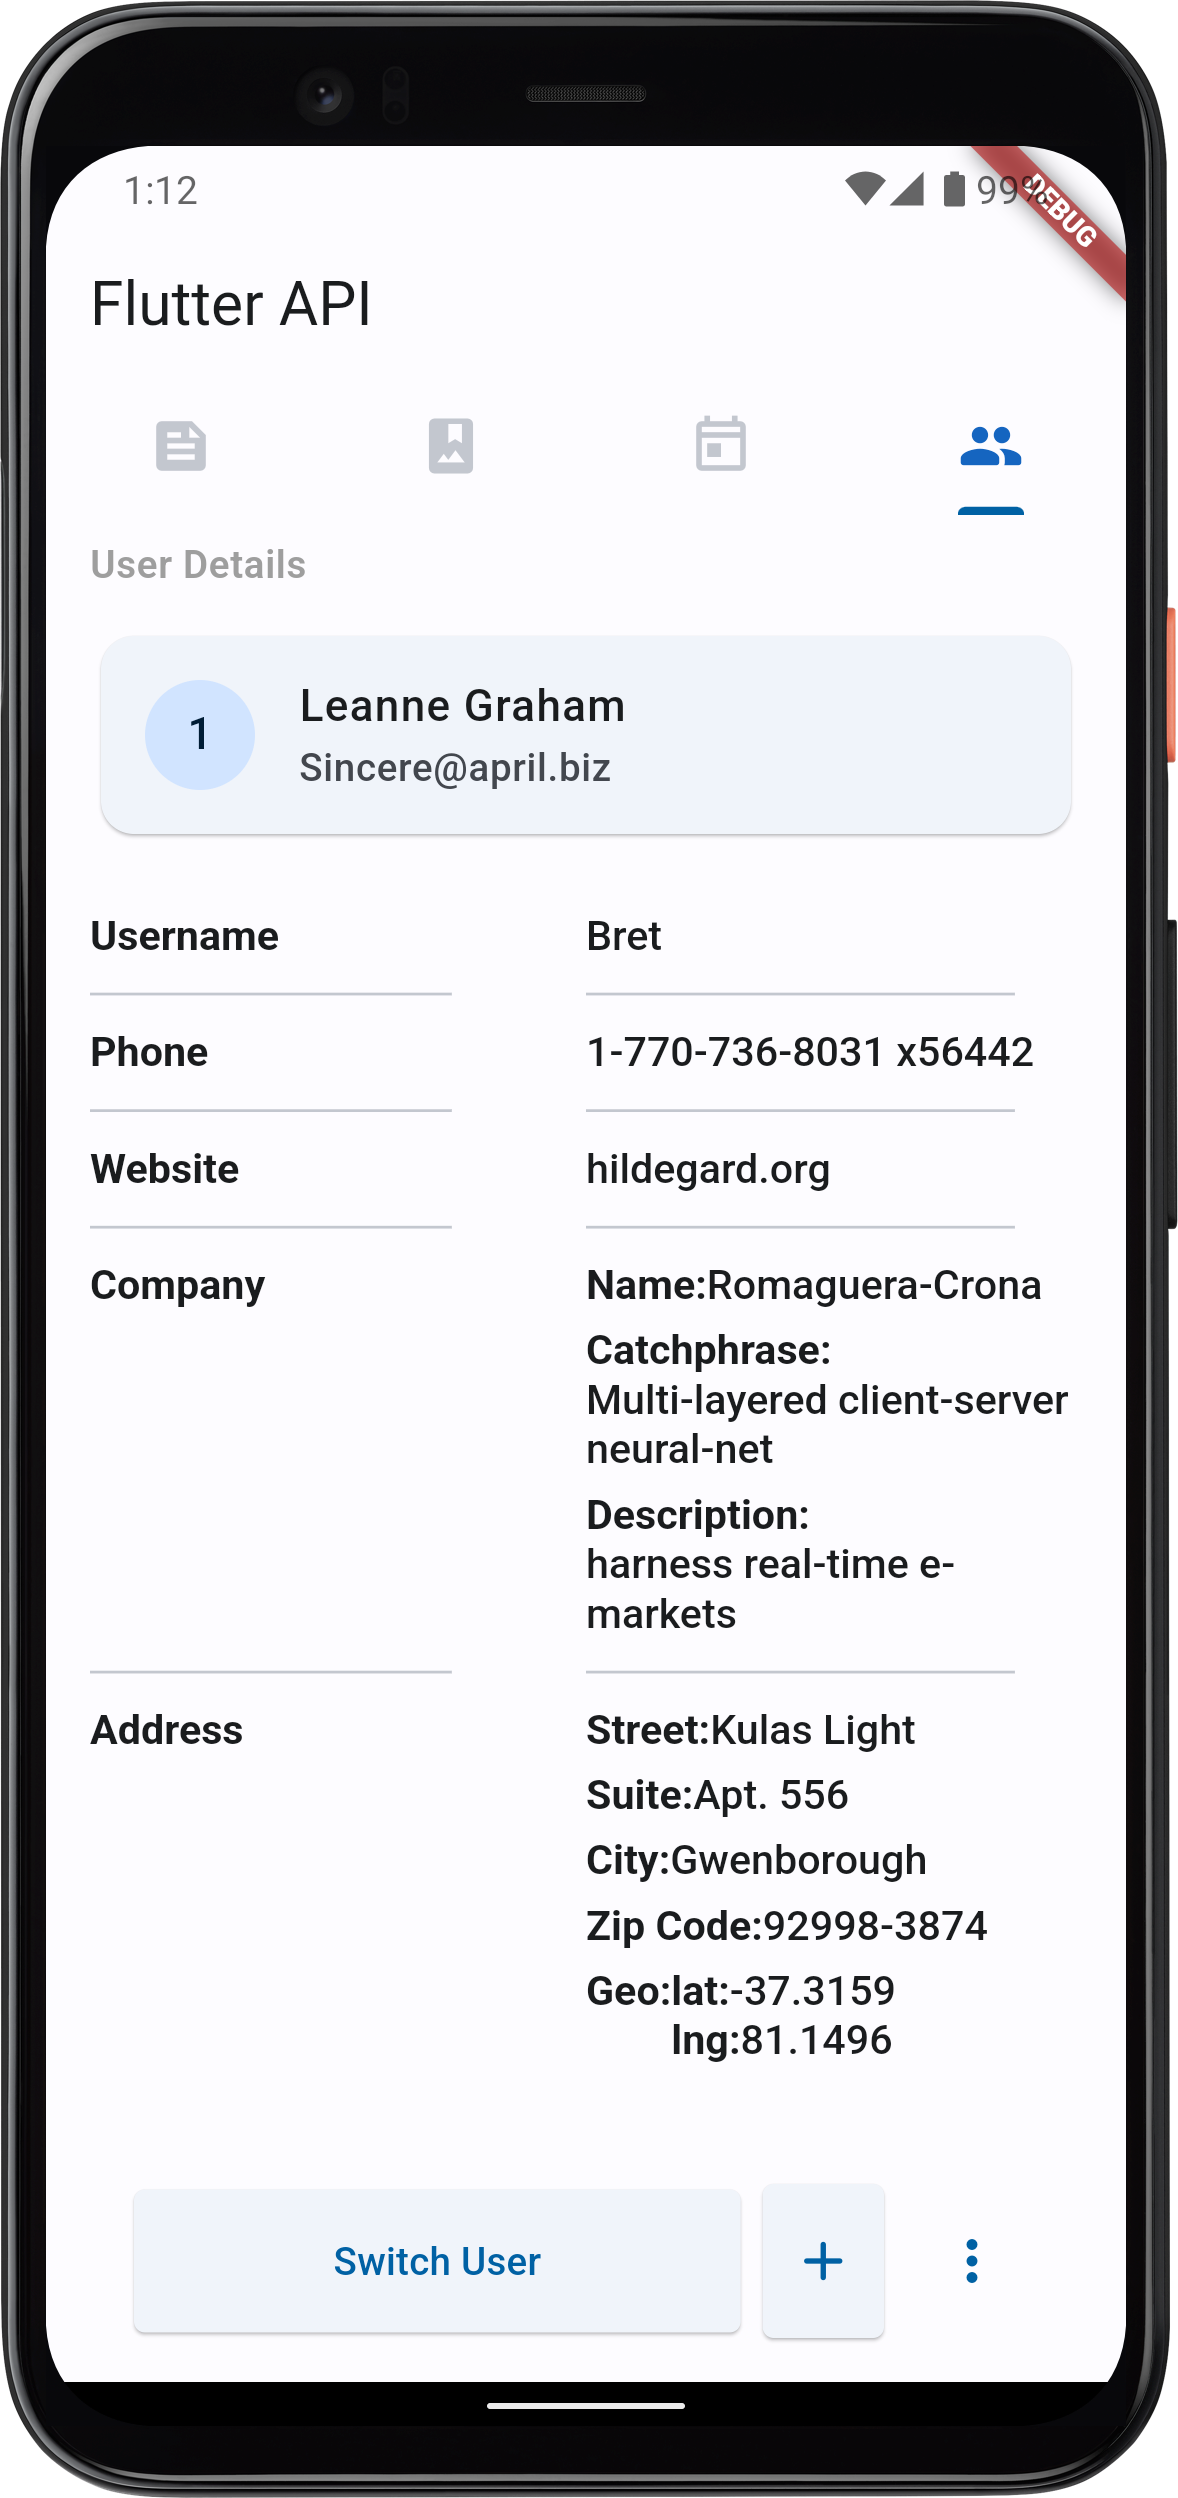 1:12
99%
DEBUG
Flutter API
User Details
1
Leanne Graham
Sincere@april.biz
Username
Bret
Phone
1-770-736-8031 x56442
Website
hildegard.org
Company
Name:Romaguera-Crona
Catchphrase:
Multi-layered client-server
neural-net
Description:
harness real-time e-
markets
Address
Street:Kulas Light
Suite:Apt. 556
City:Gwenborough
Zip Code:92998-3874
Geo:lat:-37.3159
lng:81.1496
Switch User